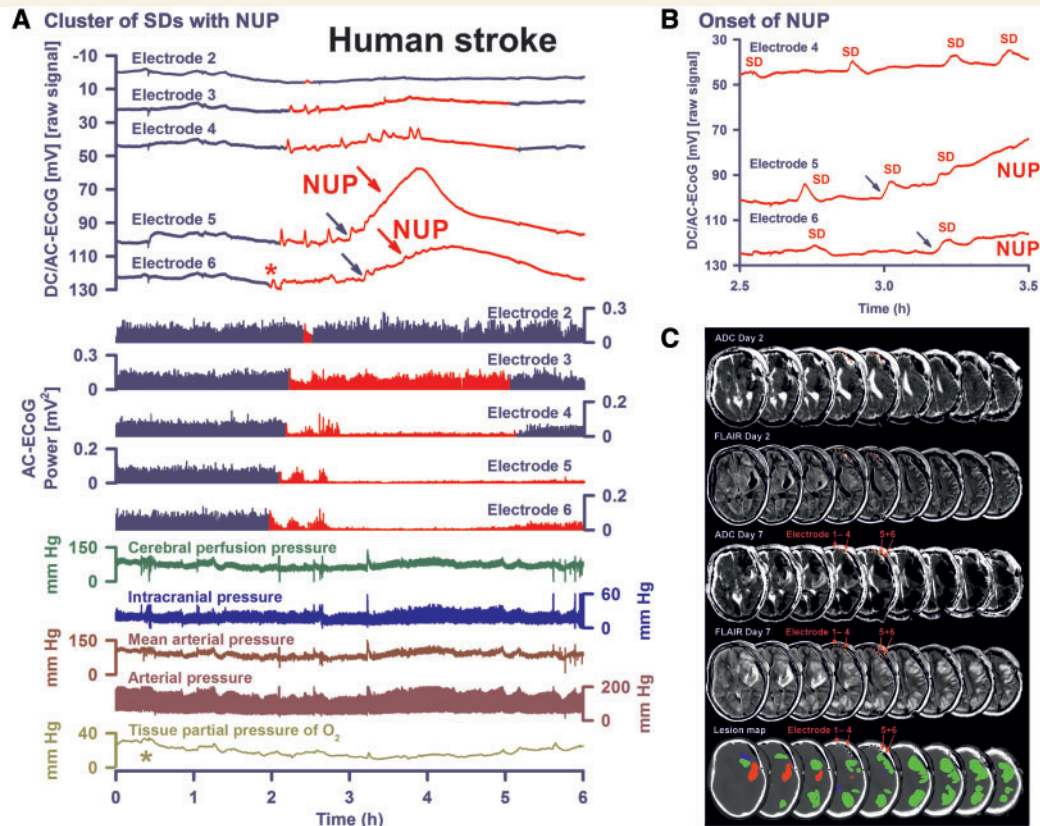 A Cluster of SDs with NUP
Human stroke
DC/AC-ECoG [mV] [raw signal]
-10
10
30
50
70
90
110
130
Electrode 2
Electrode 3
Electrode 4
Electrode 5
Electrode 6
NUP
NUP
*
AC-ECoG
Power [mV²]
Electrode 2
0.3
0
0.3
0
Electrode 3
Electrode 4
0.2
0
0.2
0
Electrode 5
Electrode 6
0.2
0
mm Hg
150
0
Cerebral perfusion pressure
Intracranial pressure
60
0
mm Hg
mm Hg
150
0
Mean arterial pressure
Arterial pressure
200
0
mm Hg
mm Hg
40
0
Tissue partial pressure of O₂
*
0 1 2 3 4 5 6
Time (h)
B Onset of NUP
DC/AC-ECoG [mV] [raw signal]
30
50
70
90
110
130
Electrode 4
SD SD SD SD
Electrode 5
SD SD SD
NUP
Electrode 6
SD SD
NUP
2.5 3.0 3.5
Time (h)
C
ADC Day 2
FLAIR Day 2
ADC Day 7 Electrode 1– 4 5+6
FLAIR Day 7 Electrode 1– 4 5+6
Lesion map Electrode 1– 4 5+6